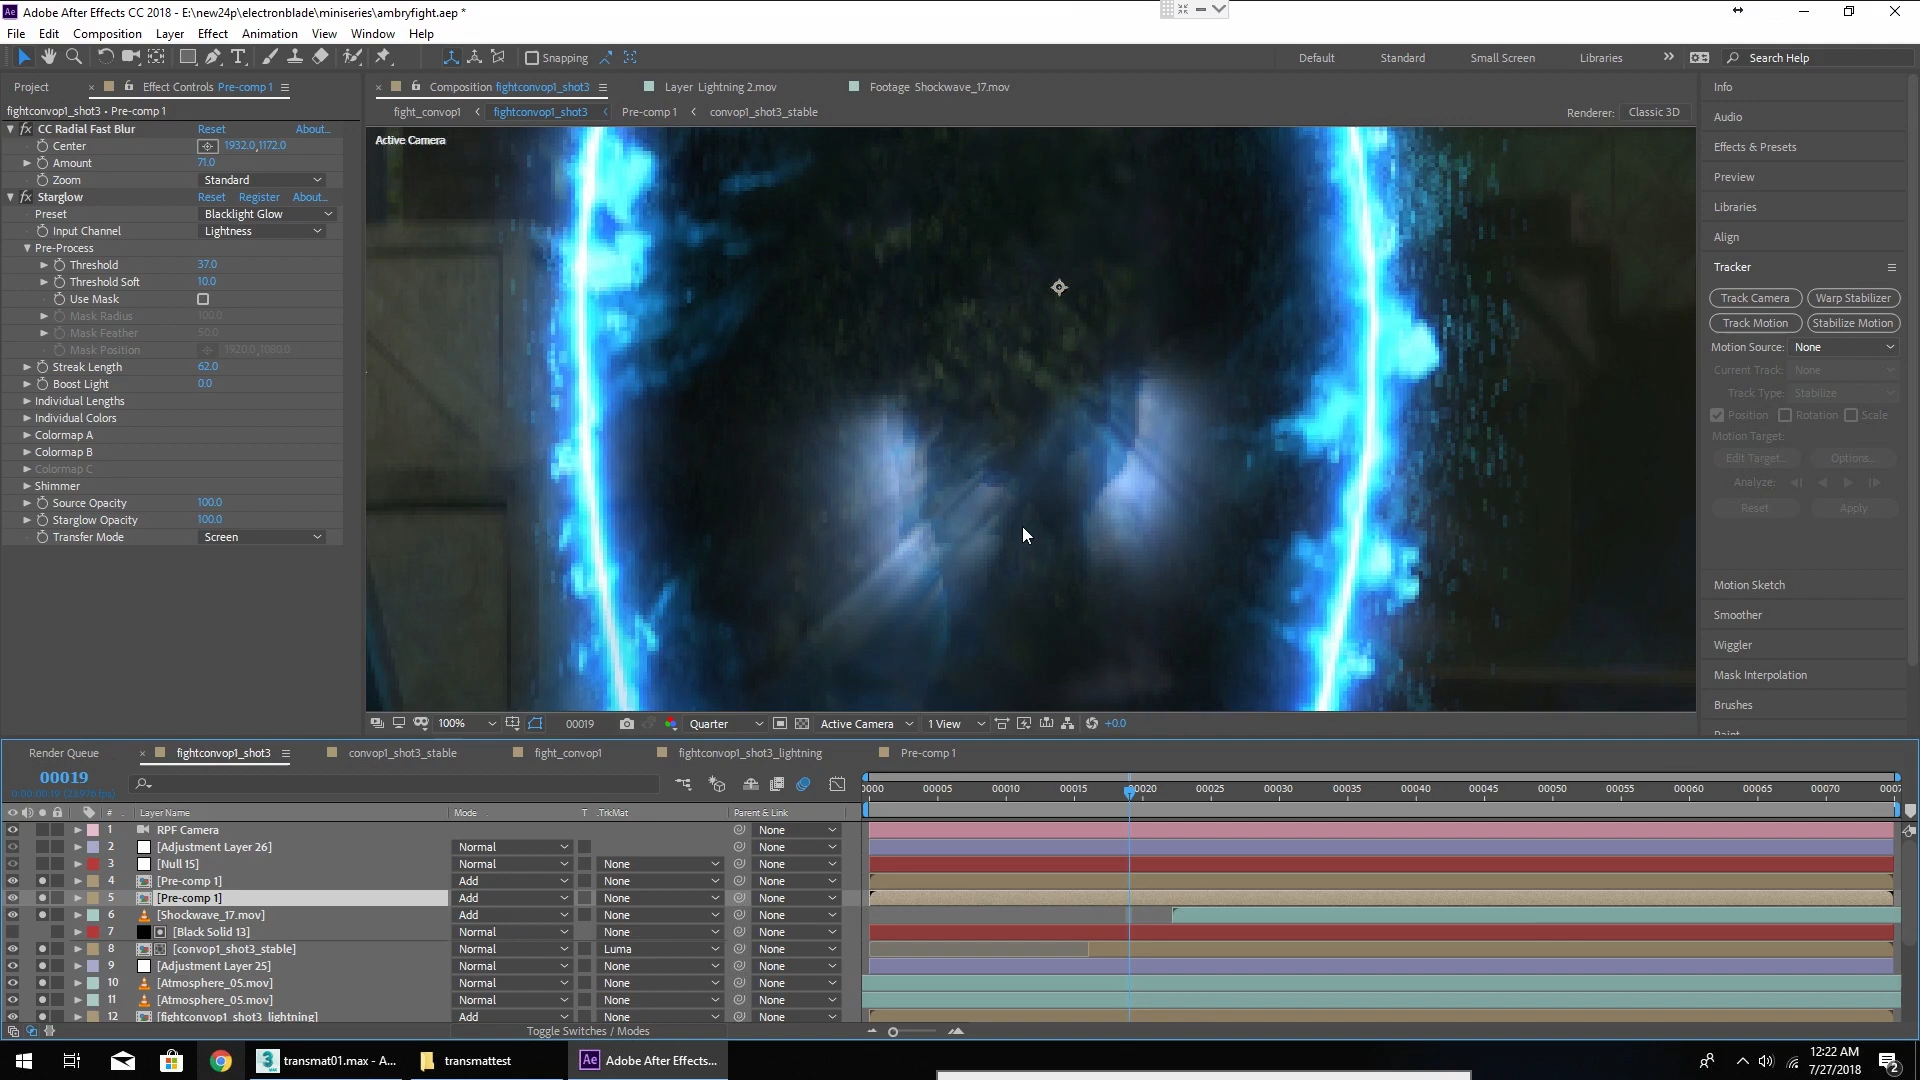 Adobe After Effects CC 2018 - E:\new24p\electronblade\miniseries\ambryfight.aep *
File Edit Composition Layer Effect Animation View Window Help
Snapping Default Standard Small Screen Libraries Search Help
Project Effect Controls Pre-comp 1 Composition fightconvop1_shot3 Layer Lightning 2.mov Footage Shockwave_17.mov Info
fightconvop1_shot3 • Pre-comp 1 fight_convop1 fightconvop1_shot3 Pre-comp 1 convop1_shot3_stable Renderer: Classic 3D
Active Camera
CC Radial Fast Blur Reset About...
Center 1932.0,1172.0
Amount 71.0
Zoom Standard
Starglow Reset Register About...
Preset Blacklight Glow
Input Channel Lightness
Pre-Process
Threshold 37.0
Threshold Soft 10.0
Use Mask
Mask Radius 100.0
Mask Feather 50.0
Mask Position 1920.0,1080.0
Streak Length 62.0
Boost Light 0.0
Individual Lengths
Individual Colors
Colormap A
Colormap B
Colormap C
Shimmer
Source Opacity 100.0
Starglow Opacity 100.0
Transfer Mode Screen
Audio
Effects & Presets
Preview
Libraries
Align
Tracker
Track Camera Warp Stabilizer
Track Motion Stabilize Motion
Motion Source: None
Current Track: None
Track Type: Stabilize
Position Rotation Scale
Motion Target:
Edit Target... Options...
Analyze:
Reset Apply
Motion Sketch
Smoother
Wiggler
Mask Interpolation
Brushes
100% 00019 Quarter Active Camera 1 View +0.0
Render Queue fightconvop1_shot3 convop1_shot3_stable fight_convop1 fightconvop1_shot3_lightning Pre-comp 1
00019
0:00:00:19 (23.976 fps)
00005 00010 00015 00020 00025 00030 00035 00040 00045 00050 00055 00060 00065 00070
# Layer Name Mode T .TrkMat Parent & Link
1 RPF Camera None
2 [Adjustment Layer 26] Normal None
3 [Null 15] Normal None None
4 [Pre-comp 1] Add None None
5 [Pre-comp 1] Add None None
6 [Shockwave_17.mov] Add None None
7 [Black Solid 13] Normal None None
8 [convop1_shot3_stable] Normal Luma None
9 [Adjustment Layer 25] Normal None None
10 [Atmosphere_05.mov] Normal None None
11 [Atmosphere_05.mov] Normal None None
12 [fightconvop1_shot3_lightning] Add None None
Toggle Switches / Modes
transmat01.max - A... transmattest Adobe After Effects...
12:22 AM
7/27/2018
2